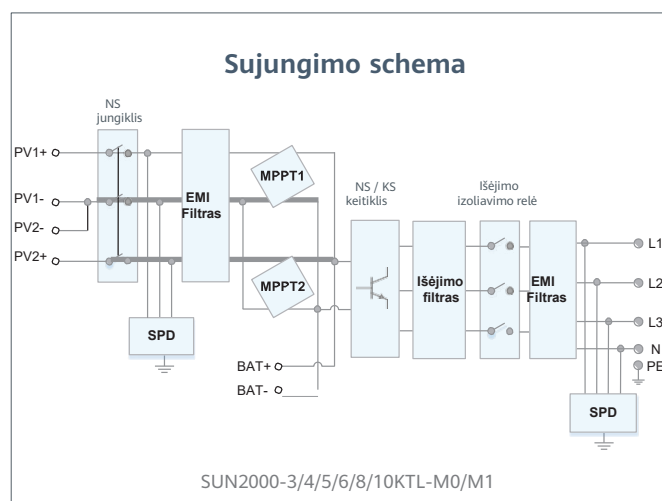 Sujungimo schema
NS
jungiklis
PV1+
PV1-
PV2-
PV2+
EMI
Filtras
MPPT1
MPPT2
SPD
BAT+
BAT-
NS / KS
keitiklis
Išėjimo
filtras
Išėjimo
izoliavimo relė
EMI
Filtras
L1
L2
L3
N
PE
SPD
SUN2000-3/4/5/6/8/10KTL-M0/M1